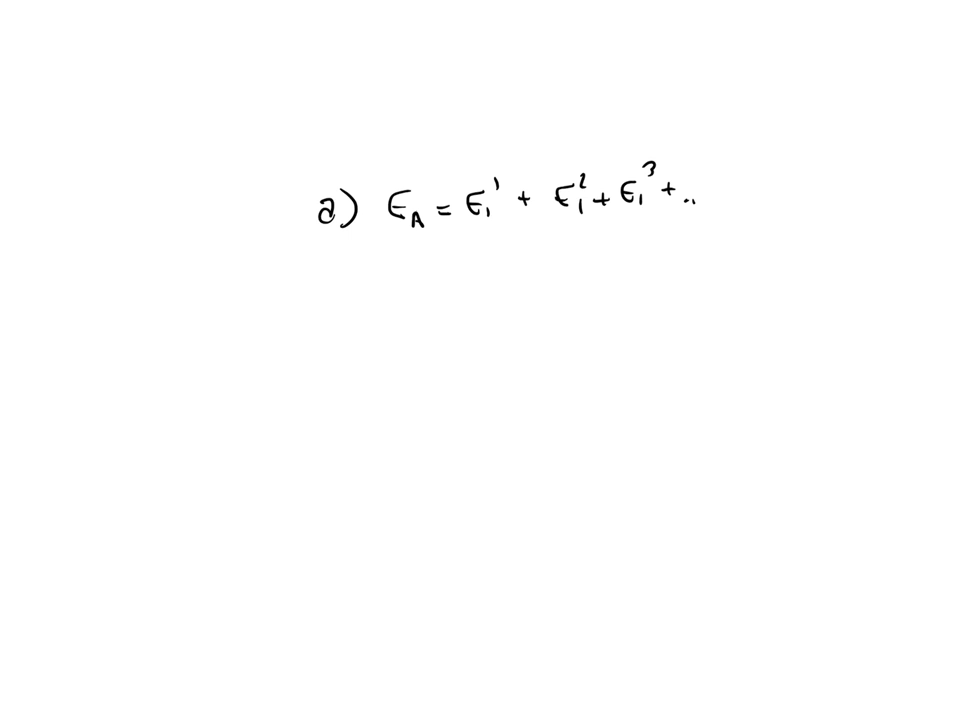 a) E_A = E_1^1 + E_1^2 + E_1^3 + ..